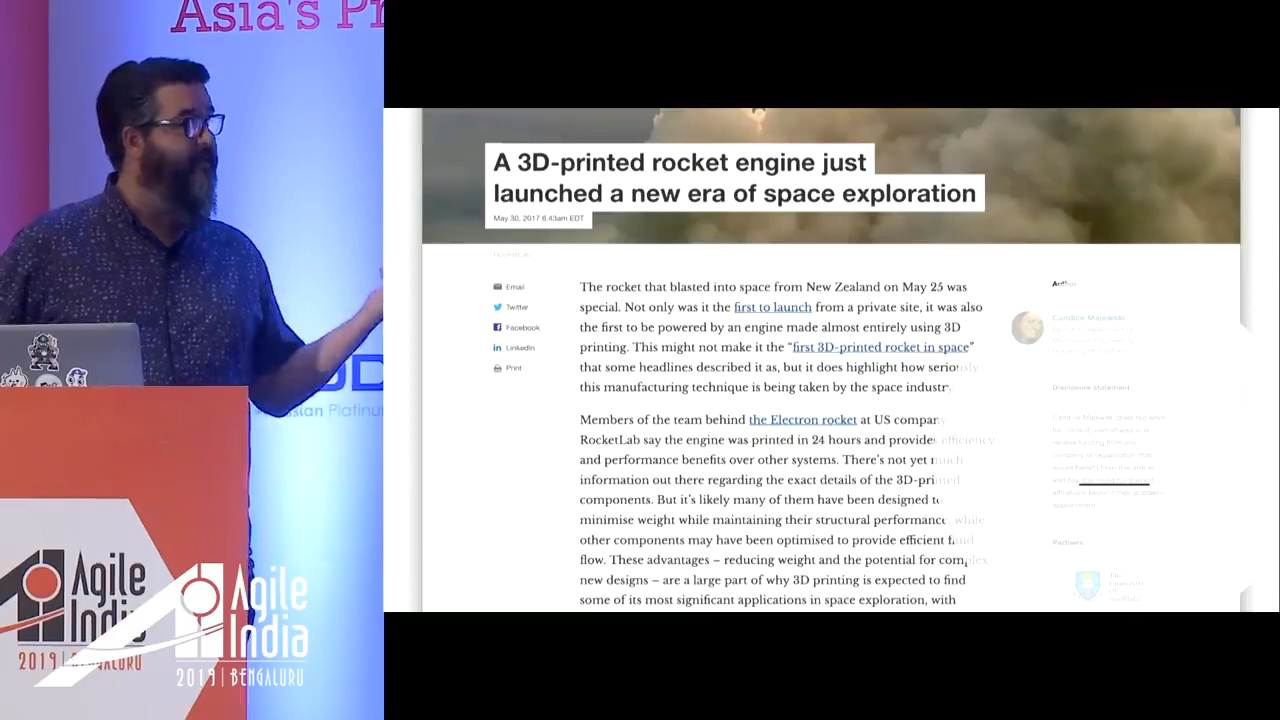 Asia's Pr
A 3D-printed rocket engine just
launched a new era of space exploration
May 30, 2017 6.43am EDT
Email
Twitter
Facebook
LinkedIn
Print
The rocket that blasted into space from New Zealand on May 25 was
special. Not only was it the first to launch from a private site, it was also
the first to be powered by an engine made almost entirely using 3D
printing. This might not make it the “first 3D-printed rocket in space”
that some headlines described it as, but it does highlight how seriously
this manufacturing technique is being taken by the space industry
Members of the team behind the Electron rocket at US company
RocketLab say the engine was printed in 24 hours and provides efficiency
and performance benefits over other systems. There’s not yet much
information out there regarding the exact details of the 3D-printed
components. But it’s likely many of them have been designed to
minimise weight while maintaining their structural performance, while
other components may have been optimised to provide efficient fluid
flow. These advantages – reducing weight and the potential for complex
new designs – are a large part of why 3D printing is expected to find
some of its most significant applications in space exploration, with
Author
Candice Majewski
Disclosure statement
Partners
The
University
Of
Sheffield
Platinum
Agile
India
2019 | BENGALURU
Agile
India
2019 | BENGALURU